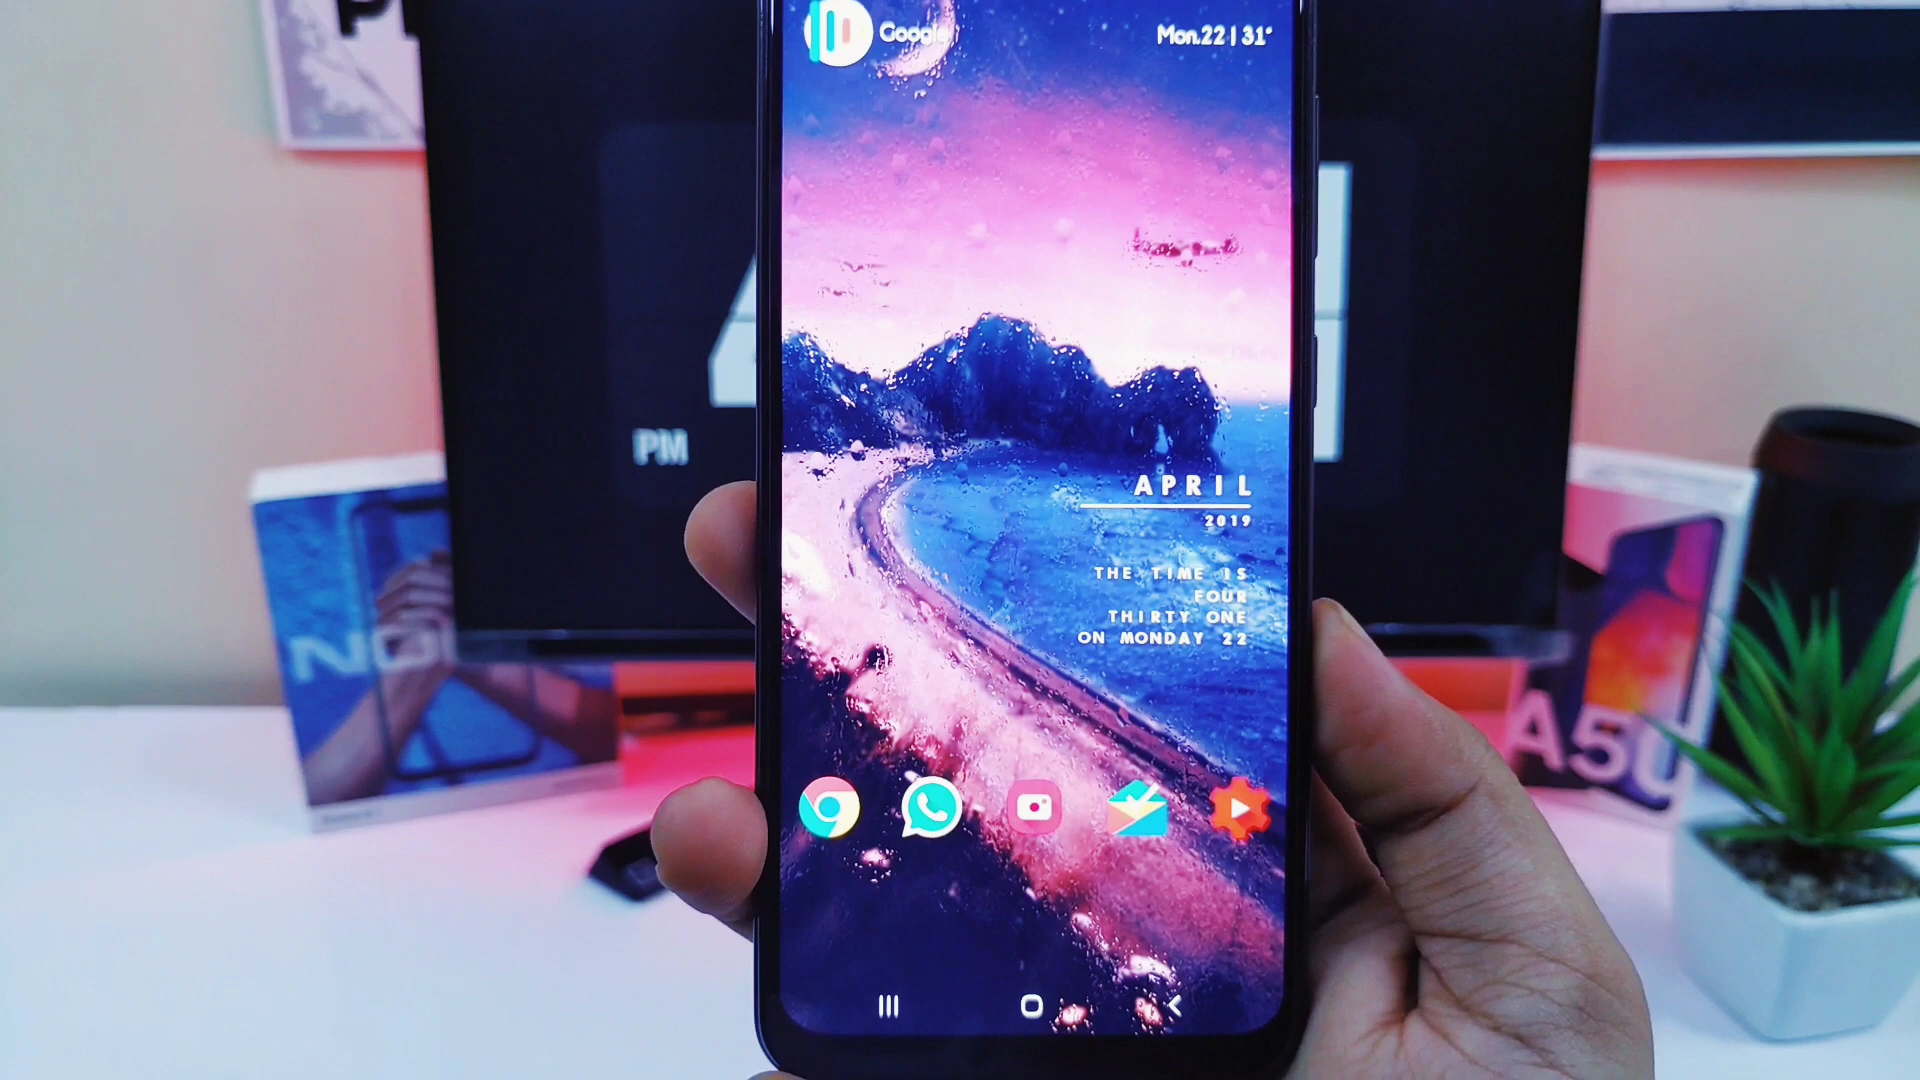 Google
Mon.22 | 31°
PM
APRIL
2019
THE TIME IS
FOUR
THIRTY ONE
ON MONDAY 22
A50